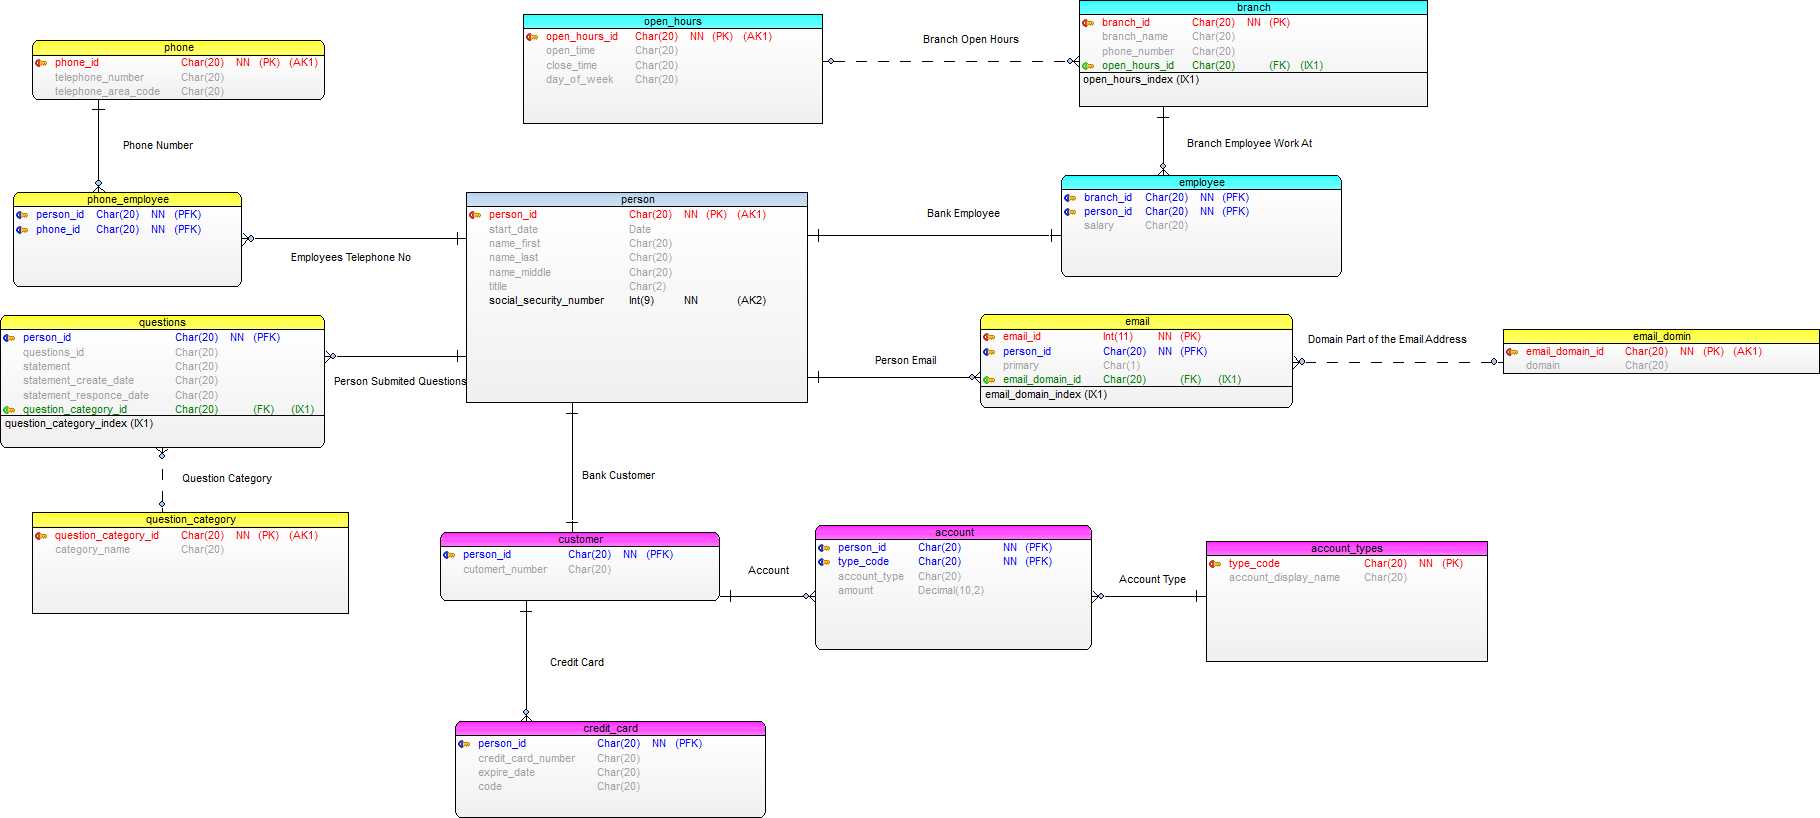 phone
phone_id Char(20) NN (PK) (AK1)
telephone_number Char(20)
telephone_area_code Char(20)
Phone Number
open_hours
open_hours_id Char(20) NN (PK) (AK1)
open_time Char(20)
close_time Char(20)
day_of_week Char(20)
Branch Open Hours
branch
branch_id Char(20) NN (PK)
branch_name Char(20)
phone_number Char(20)
open_hours_id Char(20) (FK) (IX1)
open_hours_index (IX1)
Branch Employee Work At
phone_employee
person_id Char(20) NN (PFK)
phone_id Char(20) NN (PFK)
Employees Telephone No
person
person_id Char(20) NN (PK) (AK1)
start_date Date
name_first Char(20)
name_last Char(20)
name_middle Char(20)
titile Char(2)
social_security_number Int(9) NN (AK2)
Bank Employee
employee
branch_id Char(20) NN (PFK)
person_id Char(20) NN (PFK)
salary Char(20)
questions
person_id Char(20) NN (PFK)
questions_id Char(20)
statement Char(20)
statement_create_date Char(20)
statement_responce_date Char(20)
question_category_id Char(20) (FK) (IX1)
question_category_index (IX1)
Person Submited Questions
Person Email
email
email_id Int(11) NN (PK)
person_id Char(20) NN (PFK)
primary Char(1)
email_domain_id Char(20) (FK) (IX1)
email_domain_index (IX1)
Domain Part of the Email Address
email_domin
email_domain_id Char(20) NN (PK) (AK1)
domain Char(20)
Question Category
question_category
question_category_id Char(20) NN (PK) (AK1)
category_name Char(20)
Bank Customer
customer
person_id Char(20) NN (PFK)
cutomert_number Char(20)
Account
account
person_id Char(20) NN (PFK)
type_code Char(20) NN (PFK)
account_type Char(20)
amount Decimal(10,2)
Account Type
account_types
type_code Char(20) NN (PK)
account_display_name Char(20)
Credit Card
credit_card
person_id Char(20) NN (PFK)
credit_card_number Char(20)
expire_date Char(20)
code Char(20)